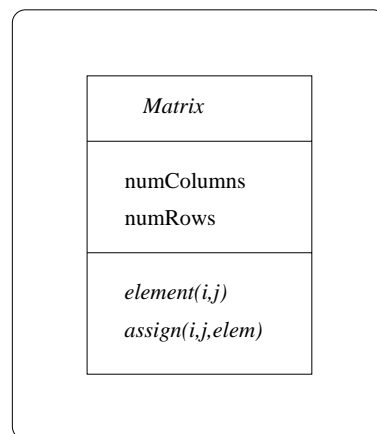 Matrix
numColumns
numRows
element(i,j)
assign(i,j,elem)